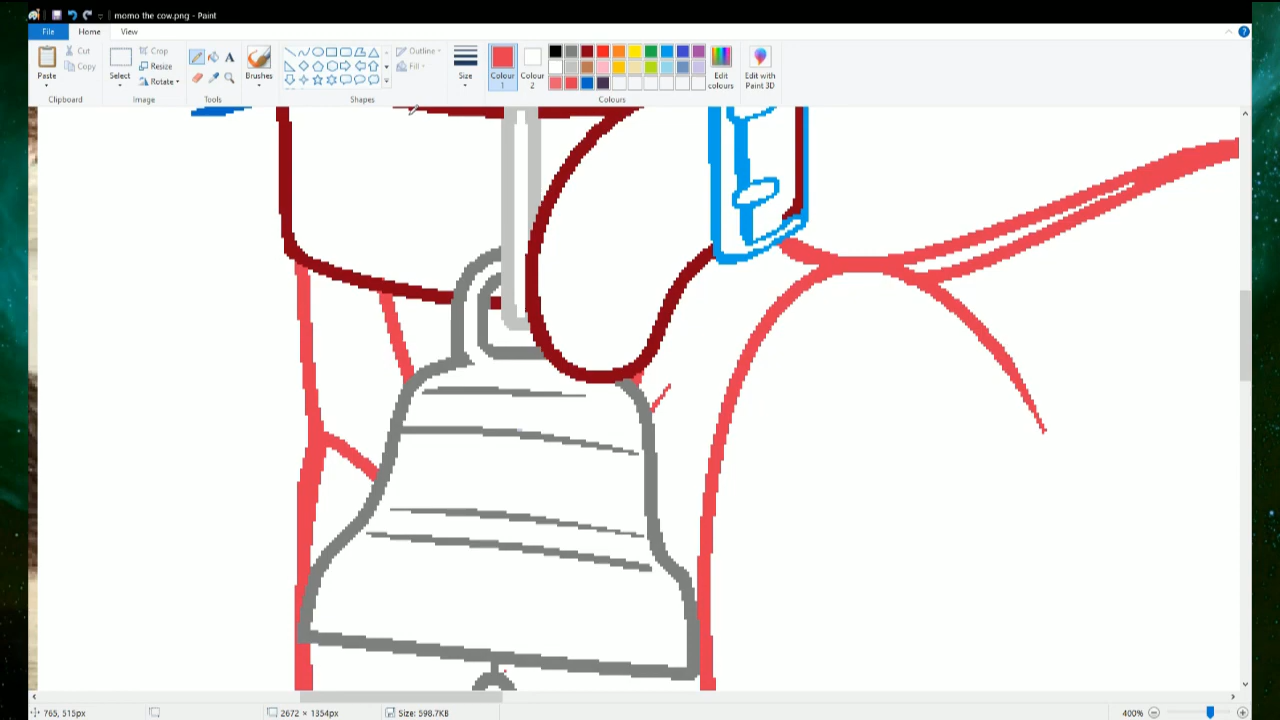 momo the cow.png - Paint
File Home View
Paste
Cut
Copy
Clipboard
Select
Crop
Resize
Rotate
Image
A
Tools
Brushes
Outline
Fill
Shapes
Size
Colour 1
Colour 2
Edit colours
Edit with Paint 3D
Colours
765, 515px
2672 × 1354px
Size: 598.7KB
400%